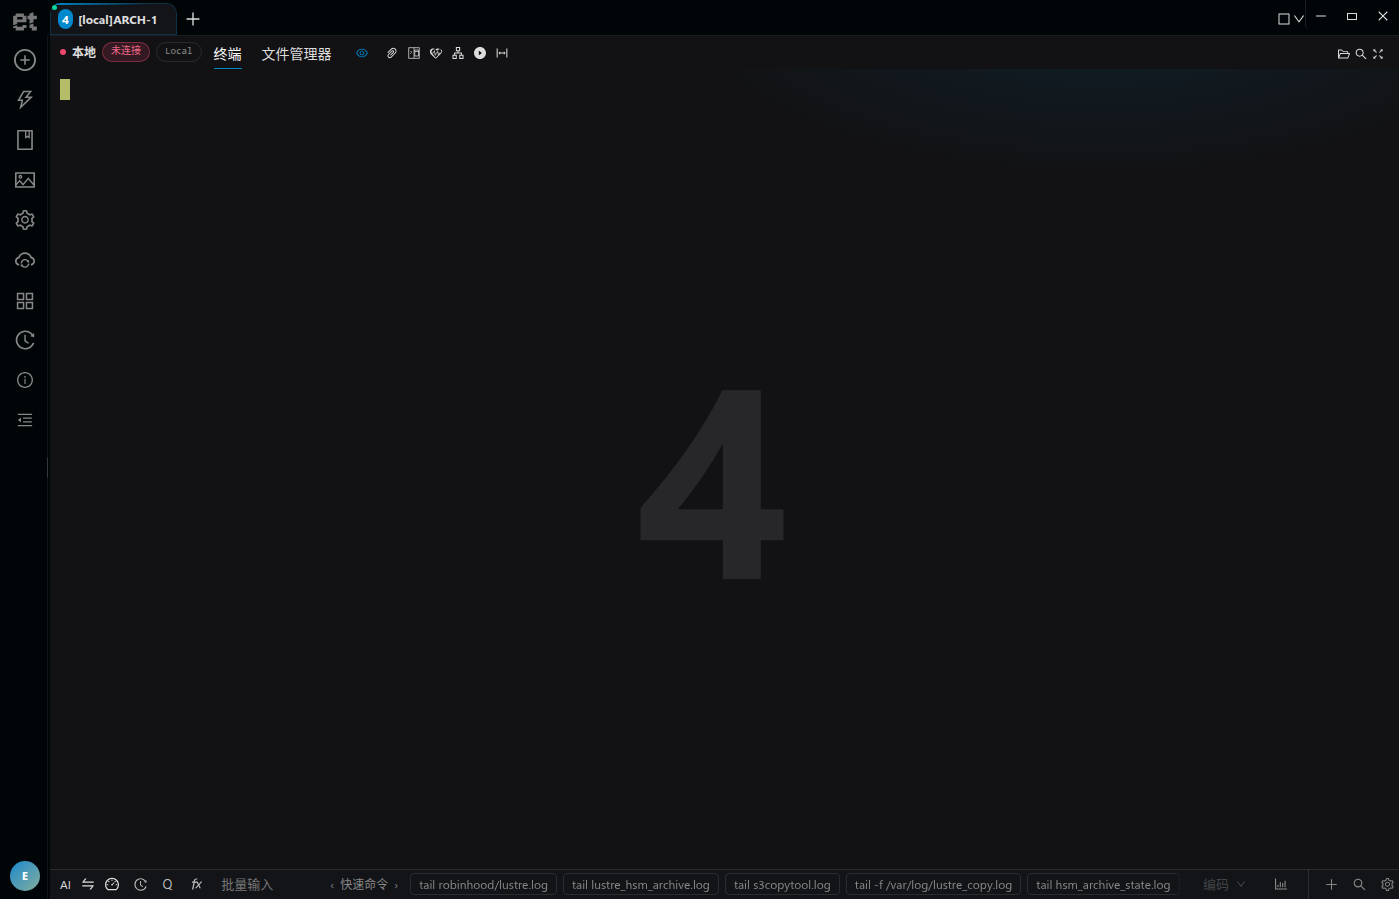 et
4 [local]ARCH-1
本地 未连接 Local 终端 文件管理器
4
E
AI Q fx 批量输入 ‹ 快速命令 › tail robinhood/lustre.log tail lustre_hsm_archive.log tail s3copytool.log tail -f /var/log/lustre_copy.log tail hsm_archive_state.log 编码